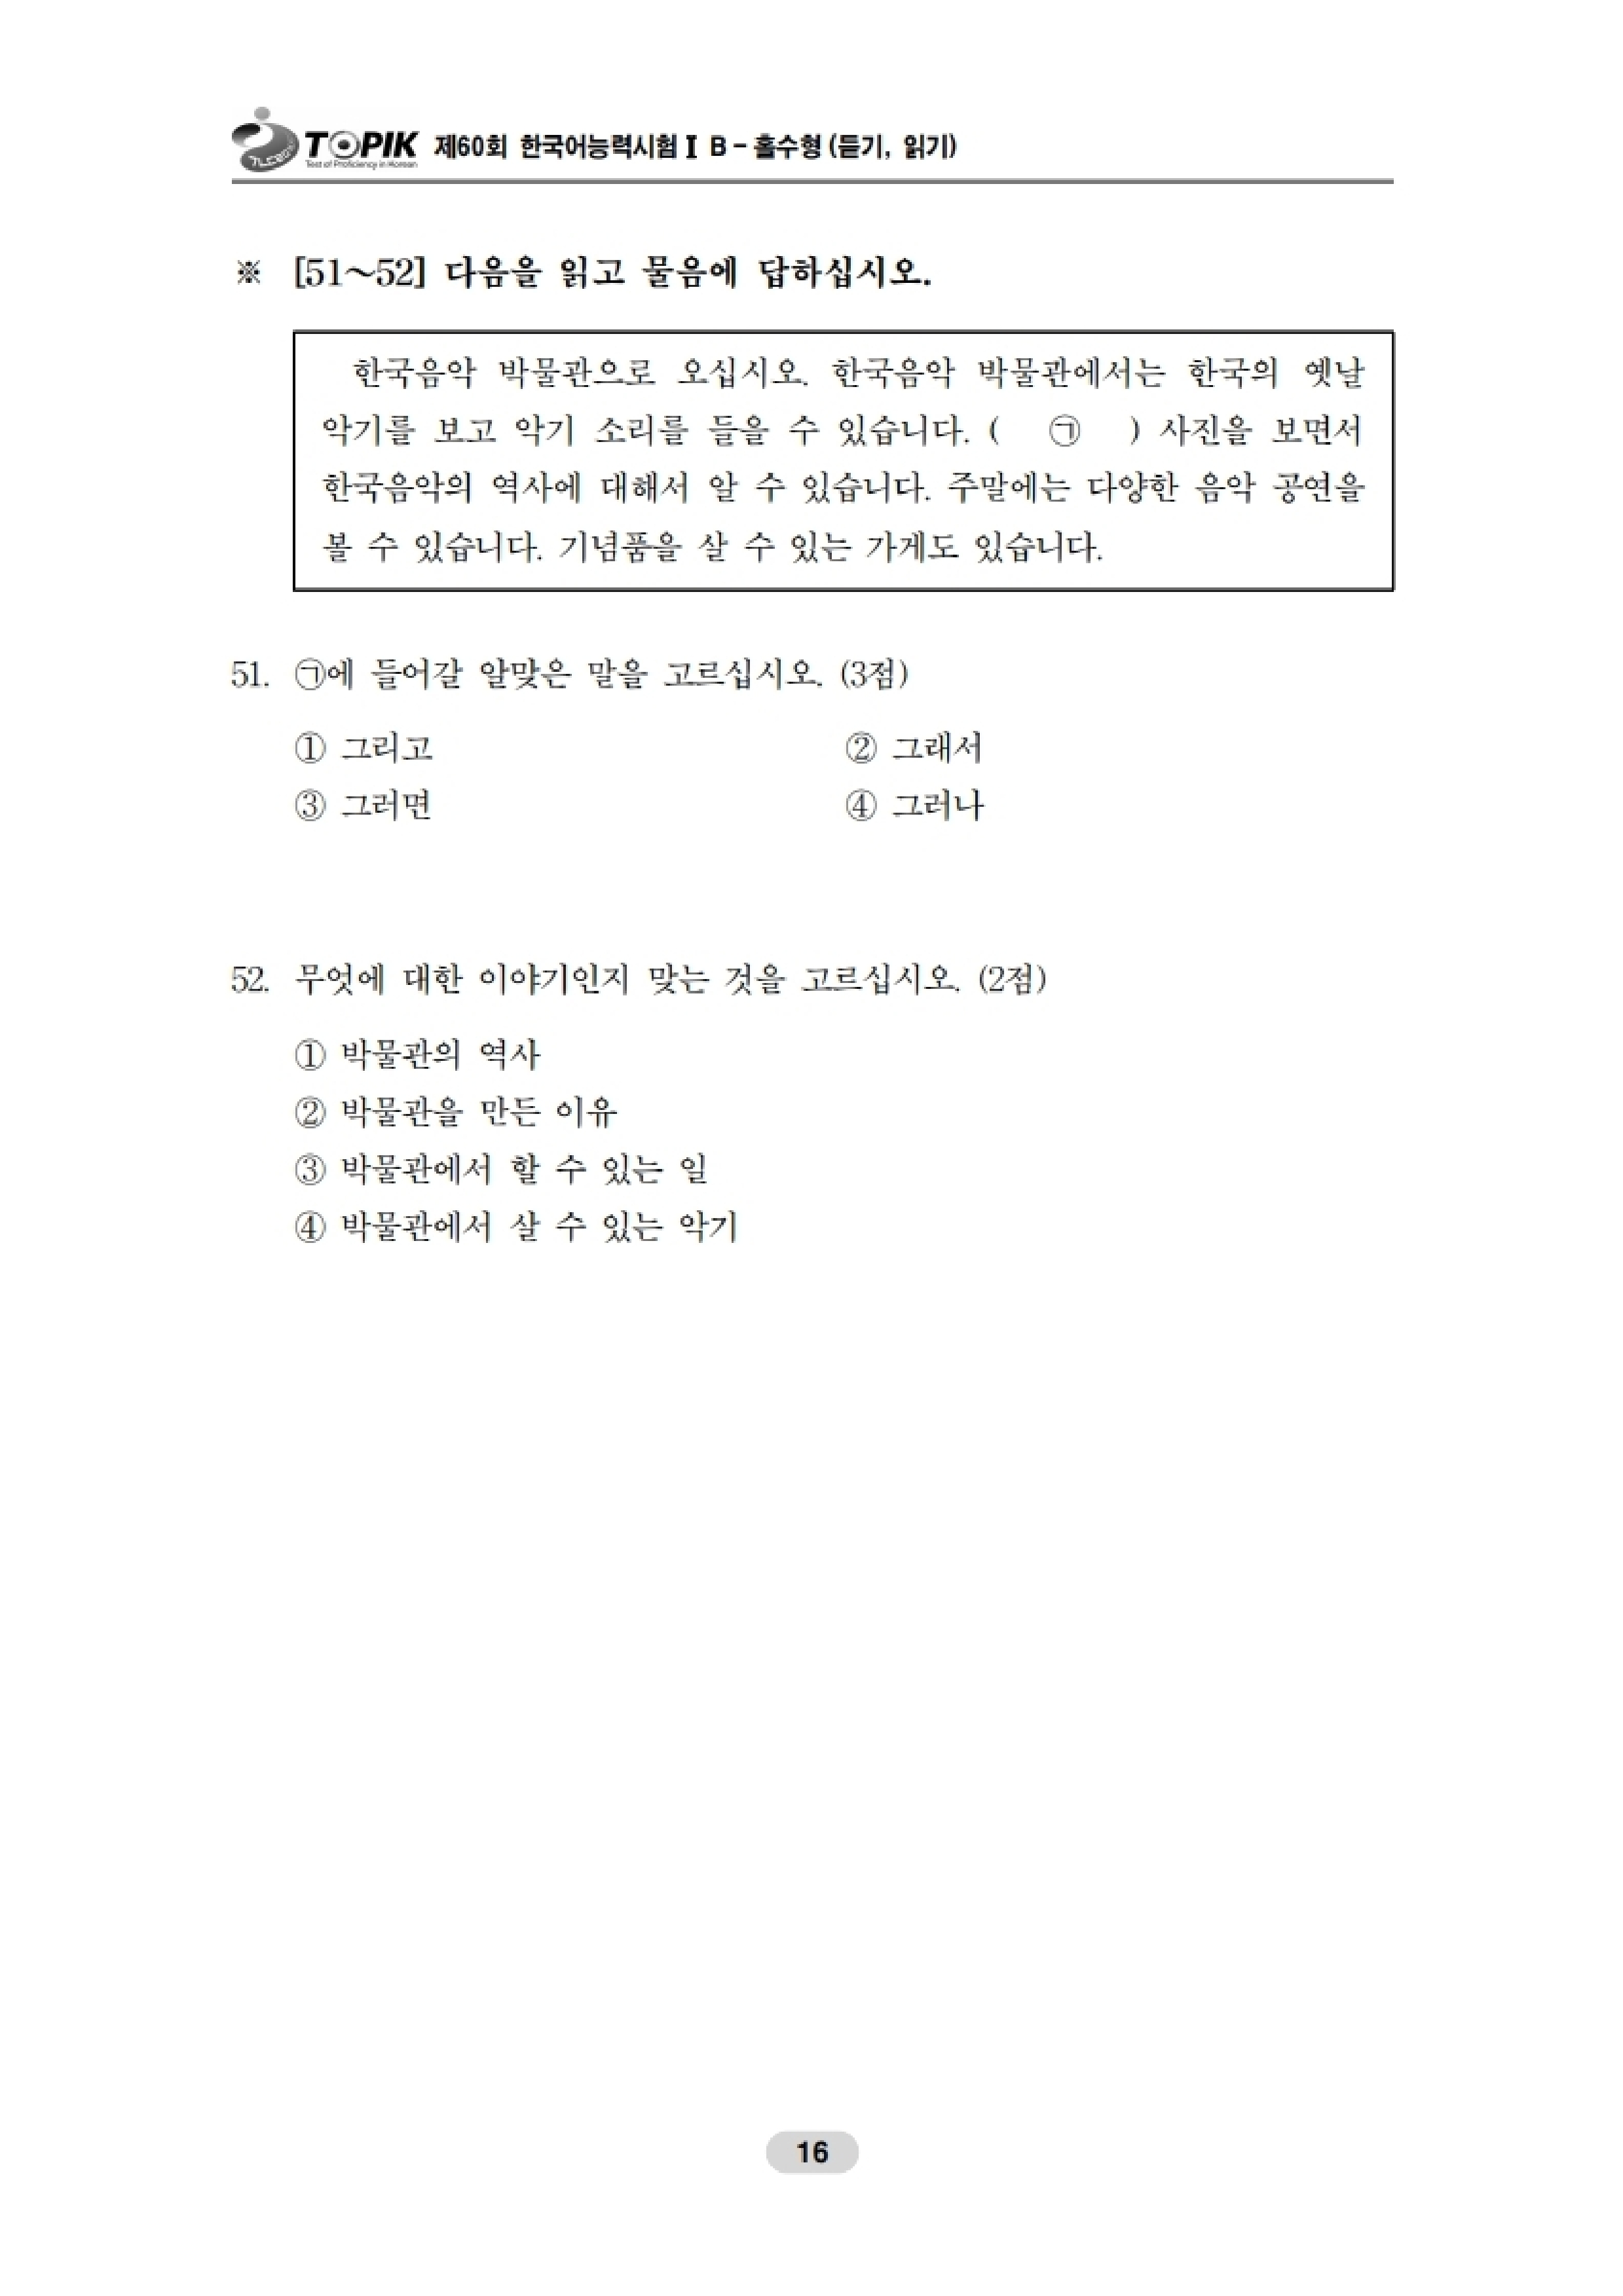 TOPIK 제60회 한국어능력시험 I B - 홀수형 (듣기, 읽기)
Test of Proficiency in Korean
※ [51～52] 다음을 읽고 물음에 답하십시오.
한국음악 박물관으로 오십시오. 한국음악 박물관에서는 한국의 옛날
악기를 보고 악기 소리를 들을 수 있습니다. ( ㉠ ) 사진을 보면서
한국음악의 역사에 대해서 알 수 있습니다. 주말에는 다양한 음악 공연을
볼 수 있습니다. 기념품을 살 수 있는 가게도 있습니다.
51. ㉠에 들어갈 알맞은 말을 고르십시오. (3점)
① 그리고 ② 그래서
③ 그러면 ④ 그러나
52. 무엇에 대한 이야기인지 맞는 것을 고르십시오. (2점)
① 박물관의 역사
② 박물관을 만든 이유
③ 박물관에서 할 수 있는 일
④ 박물관에서 살 수 있는 악기
16